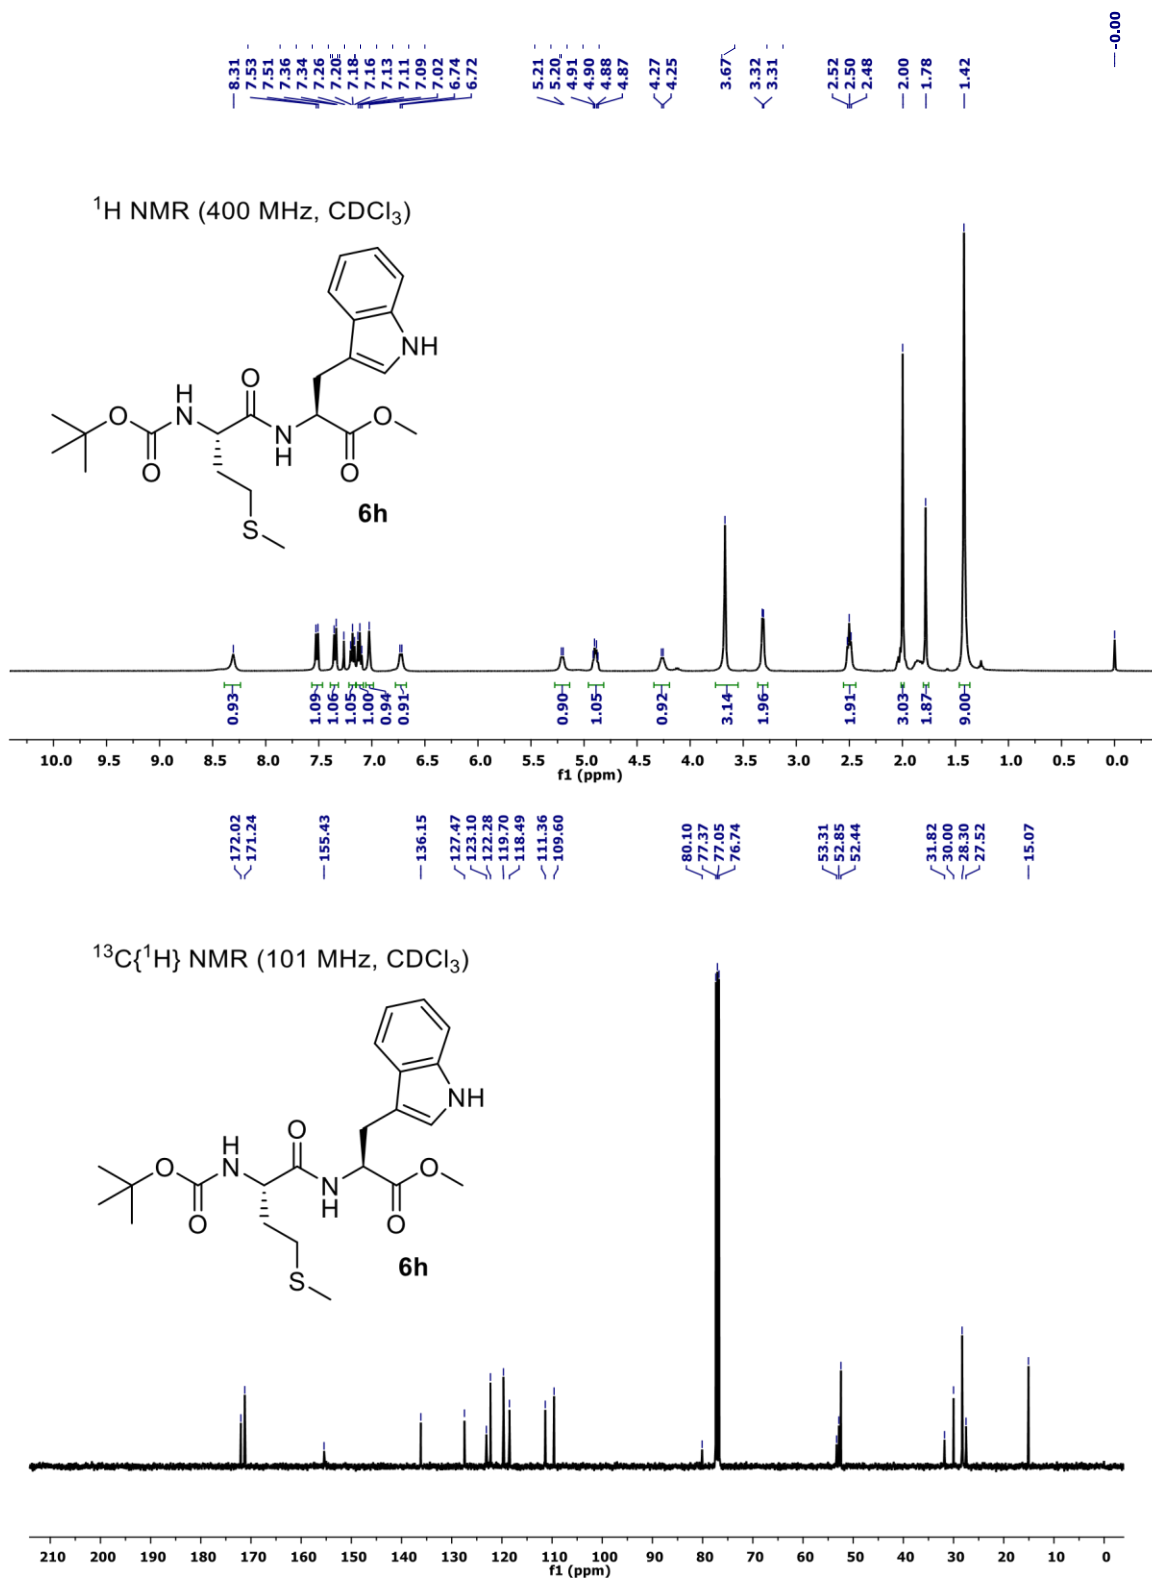 8.31 7.53 7.51 7.36 7.34 7.26 7.20 7.18 7.16 7.13 7.11 7.09 7.02 6.74 6.72 5.21 5.20 4.91 4.90 4.88 4.87 4.27 4.25 3.67 3.32 3.31 2.52 2.50 2.48 2.00 1.78 1.42 -0.00
¹H NMR (400 MHz, CDCl₃)
NH
O
H
N
O
O
N
H
O
O
S
6h
0.93 1.09 1.06 1.05 1.00 0.94 0.91 0.90 1.05 0.92 3.14 1.96 1.91 3.03 1.87 9.00
10.0 9.5 9.0 8.5 8.0 7.5 7.0 6.5 6.0 5.5 5.0 4.5 4.0 3.5 3.0 2.5 2.0 1.5 1.0 0.5 0.0
f1 (ppm)
172.02 171.24 155.43 136.15 127.47 123.10 122.28 119.70 118.49 111.36 109.60 80.10 77.37 77.05 76.74 53.31 52.85 52.44 31.82 30.00 28.30 27.52 15.07
¹³C{¹H} NMR (101 MHz, CDCl₃)
NH
O
H
N
O
O
N
H
O
O
S
6h
210 200 190 180 170 160 150 140 130 120 110 100 90 80 70 60 50 40 30 20 10 0
f1 (ppm)